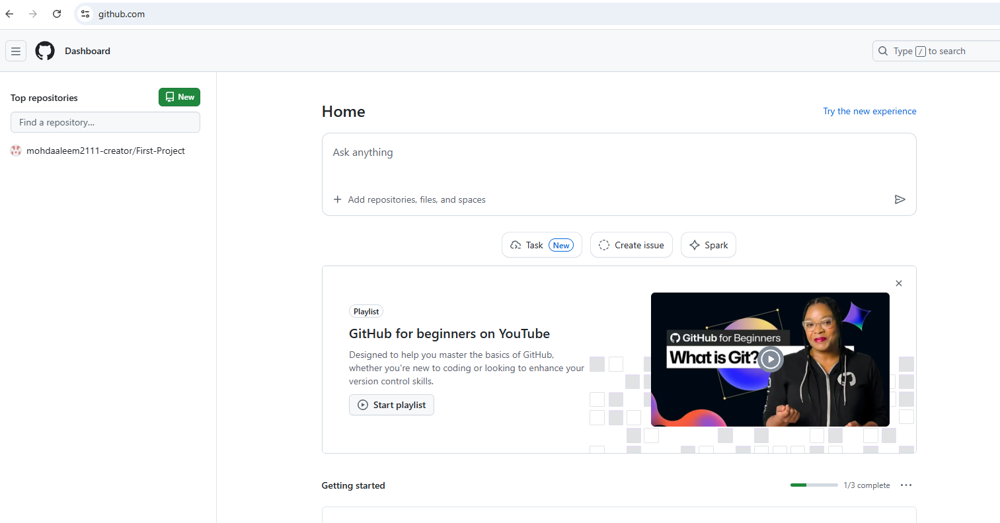 github.com
Dashboard
Type / to search
Top repositories
New
Find a repository...
mohdaaleem2111-creator/First-Project
Home
Try the new experience
Ask anything
Add repositories, files, and spaces
Task New
Create issue
Spark
Playlist
GitHub for beginners on YouTube
Designed to help you master the basics of GitHub,
whether you're new to coding or looking to enhance your
version control skills.
Start playlist
GitHub for Beginners
What is Git?
Getting started
1/3 complete